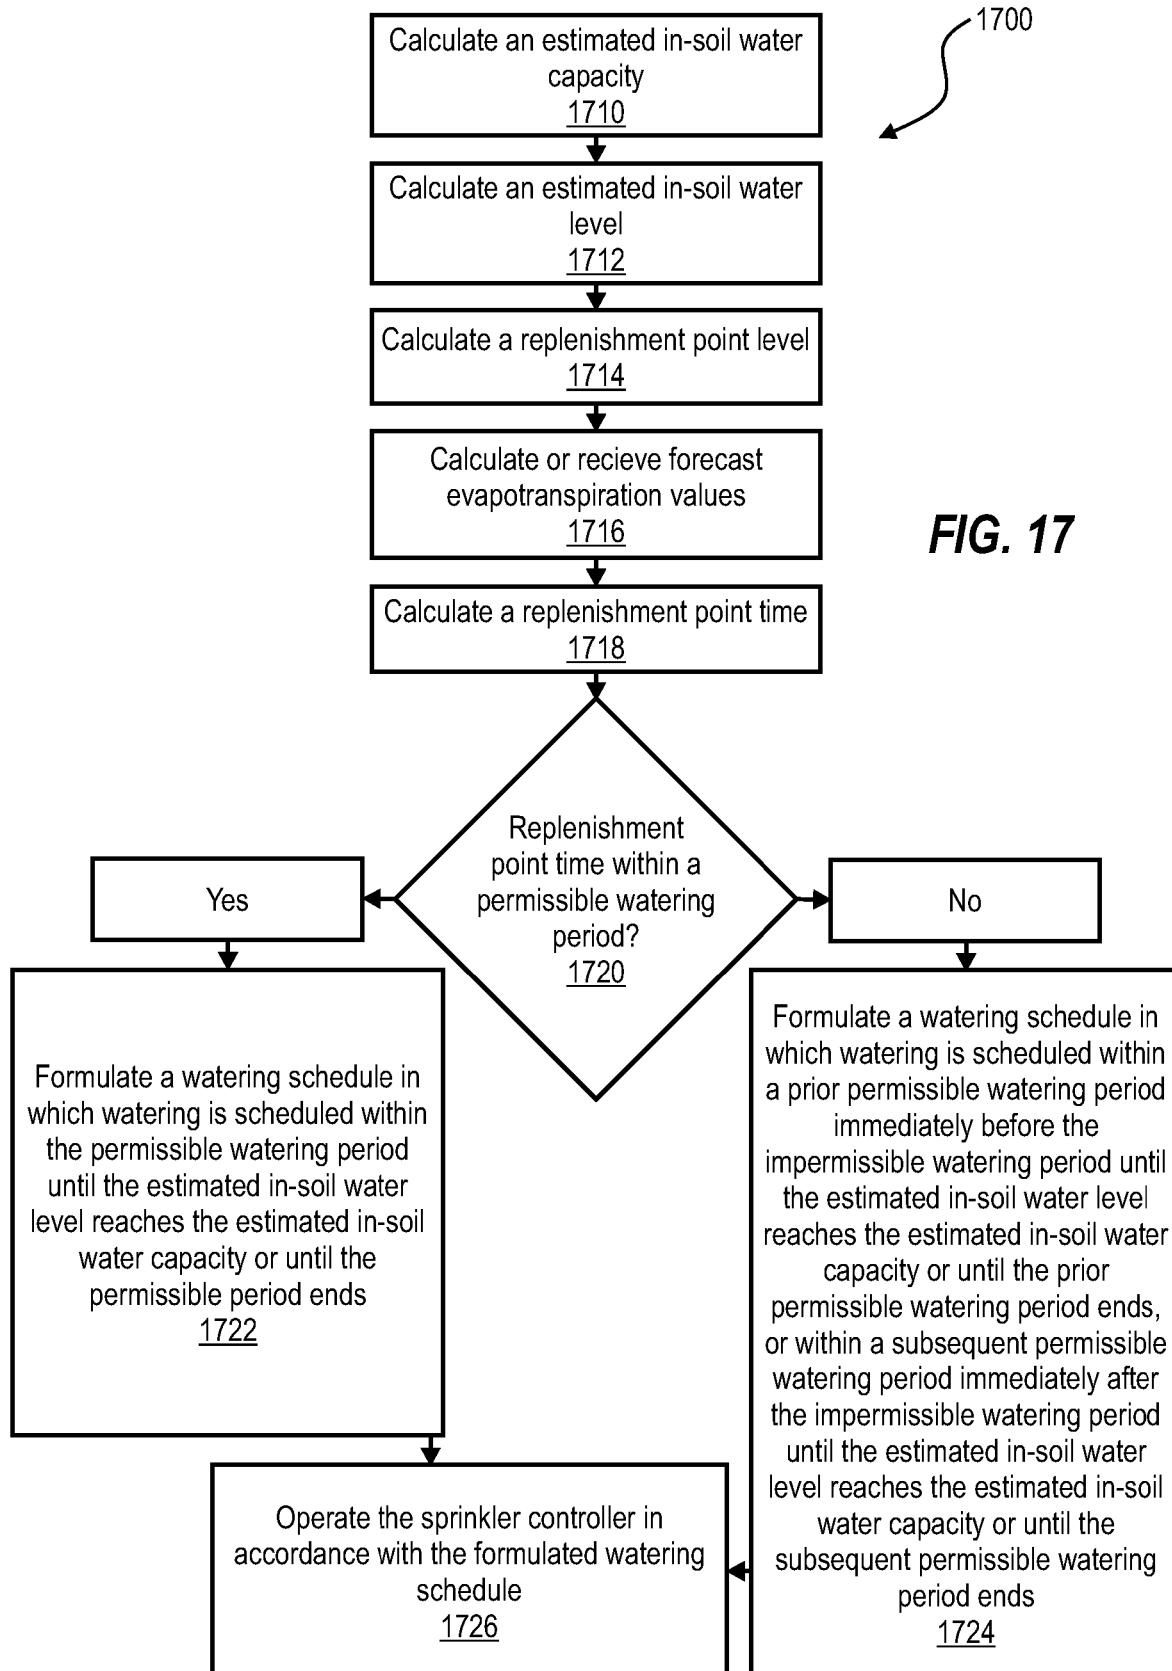 1700
Calculate an estimated in-soil water
capacity
1710
Calculate an estimated in-soil water
level
1712
Calculate a replenishment point level
1714
Calculate or recieve forecast
evapotranspiration values
1716
FIG. 17
Calculate a replenishment point time
1718
Replenishment
point time within a
permissible watering
period?
1720
Yes
No
Formulate a watering schedule in
which watering is scheduled within
the permissible watering period
until the estimated in-soil water
level reaches the estimated in-soil
water capacity or until the
permissible period ends
1722
Formulate a watering schedule in
which watering is scheduled within
a prior permissible watering period
immediately before the
impermissible watering period until
the estimated in-soil water level
reaches the estimated in-soil water
capacity or until the prior
permissible watering period ends,
or within a subsequent permissible
watering period immediately after
the impermissible watering period
until the estimated in-soil water
level reaches the estimated in-soil
water capacity or until the
subsequent permissible watering
period ends
1724
Operate the sprinkler controller in
accordance with the formulated watering
schedule
1726